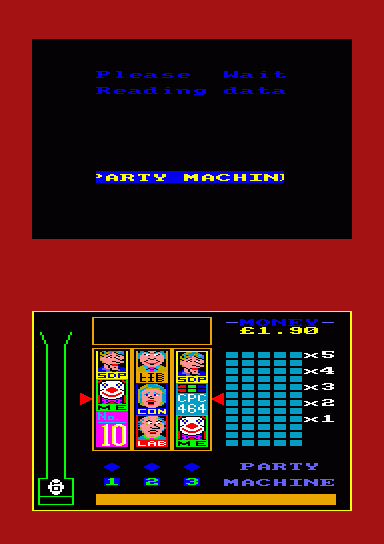 Please Wait
Reading data
PARTY MACHIN
-MONEY-
£1.90
SDP LIB SDP
ME CON CPC 464
No 10 LAB ME
x5
x4
x3
x2
x1
1 2 3
PARTY
MACHINE